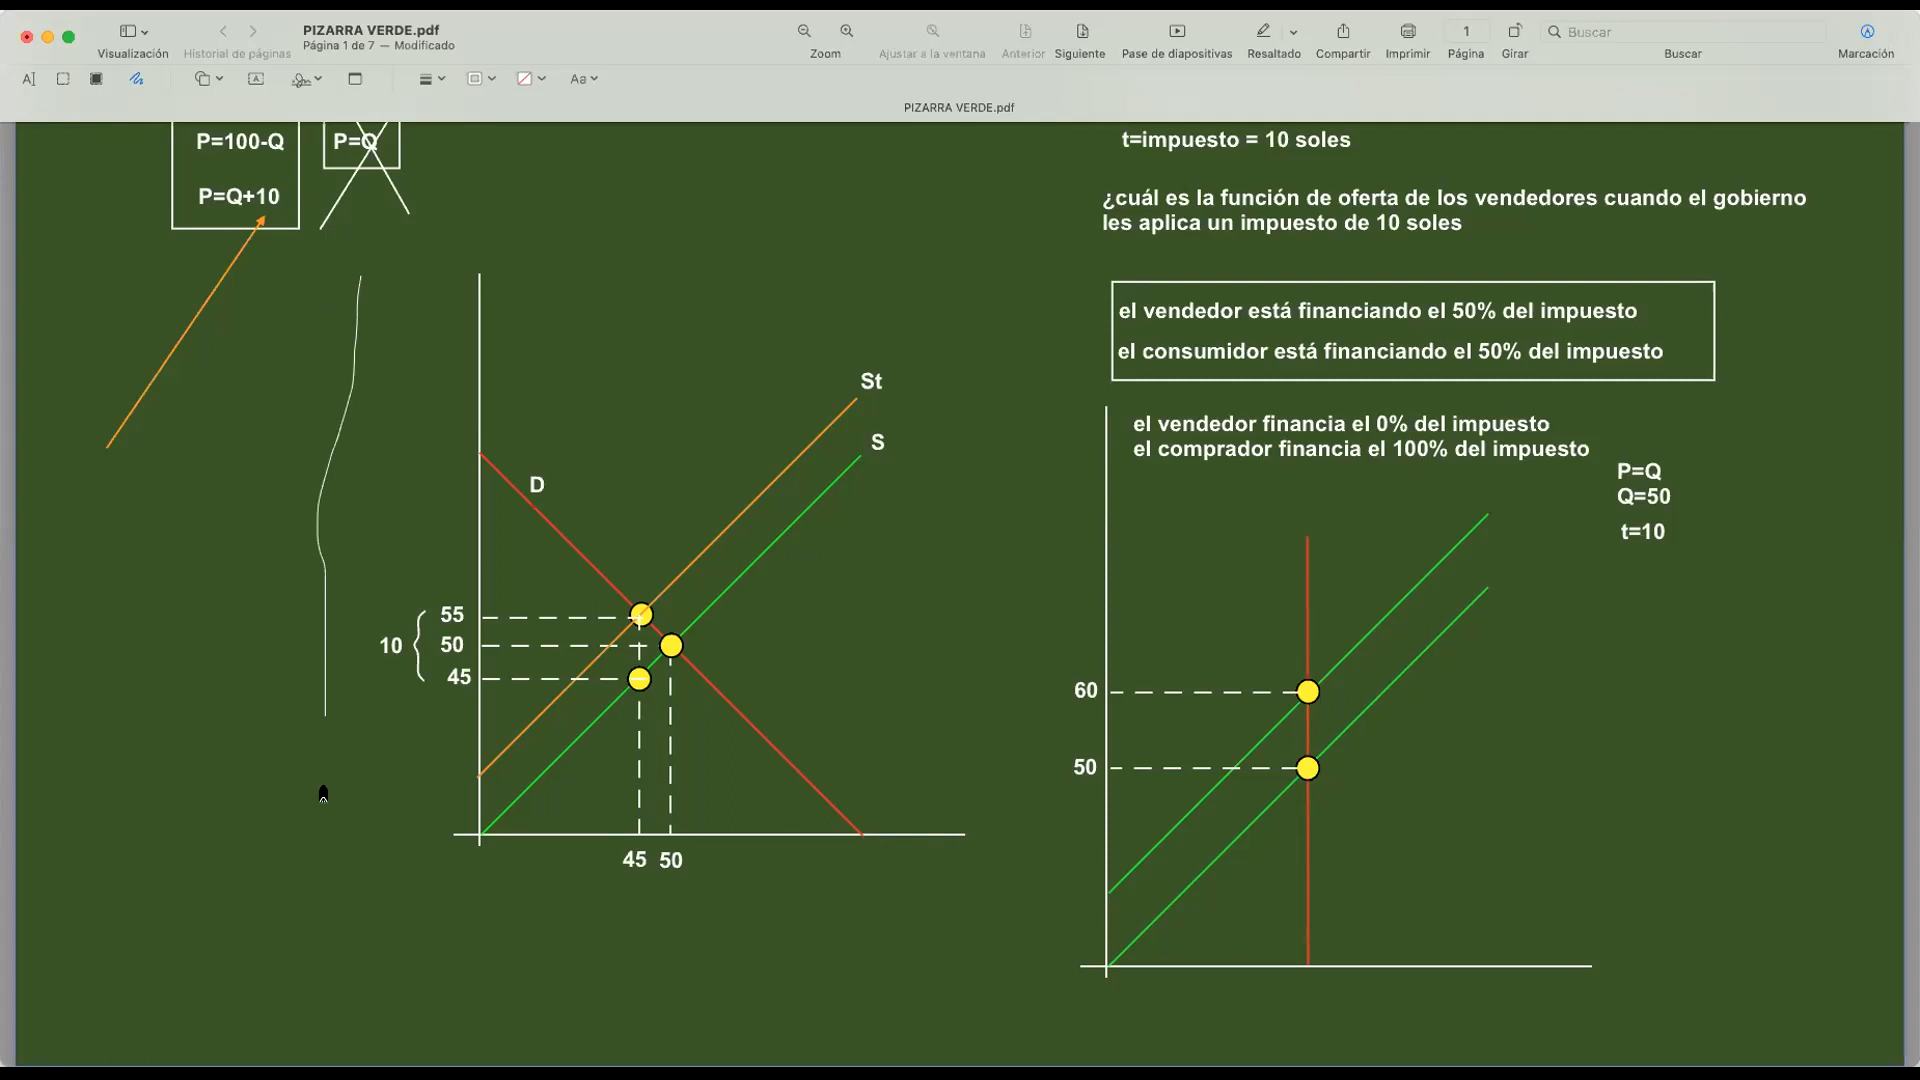 PIZARRA VERDE.pdf
Página 1 de 7 — Modificado
Visualización
Historial de páginas
Zoom
Ajustar a la ventana
Anterior
Siguiente
Pase de diapositivas
Resaltado
Compartir
Imprimir
1
Página
Girar
Buscar
Buscar
Marcación
Aa
PIZARRA VERDE.pdf
P=100-Q
P=Q
P=Q+10
t=impuesto = 10 soles
¿cuál es la función de oferta de los vendedores cuando el gobierno
les aplica un impuesto de 10 soles
el vendedor está financiando el 50% del impuesto
el consumidor está financiando el 50% del impuesto
St
S
D
55
10
50
45
45
50
el vendedor financia el 0% del impuesto
el comprador financia el 100% del impuesto
P=Q
Q=50
t=10
60
50